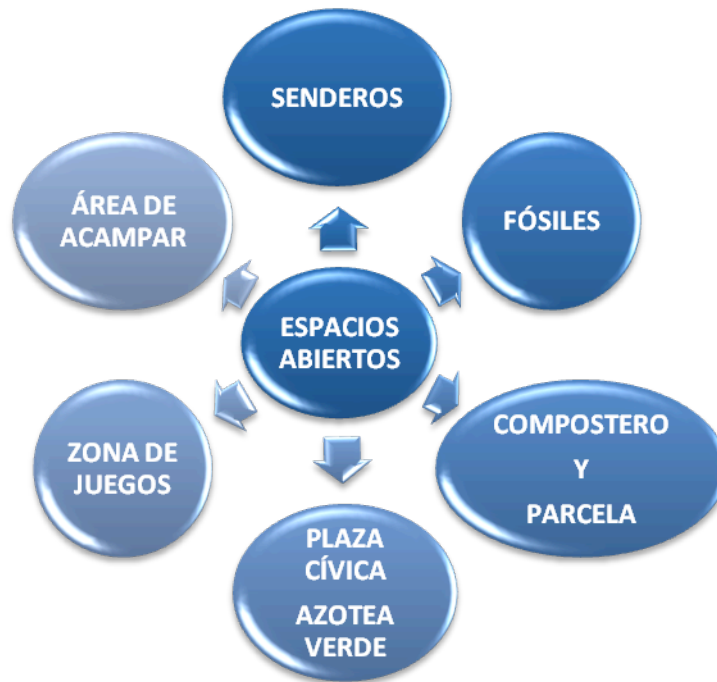 SENDEROS
FÓSILES
COMPOSTERO
Y
PARCELA
PLAZA
CÍVICA
AZOTEA
VERDE
ZONA DE
JUEGOS
ÁREA DE
ACAMPAR
ESPACIOS
ABIERTOS